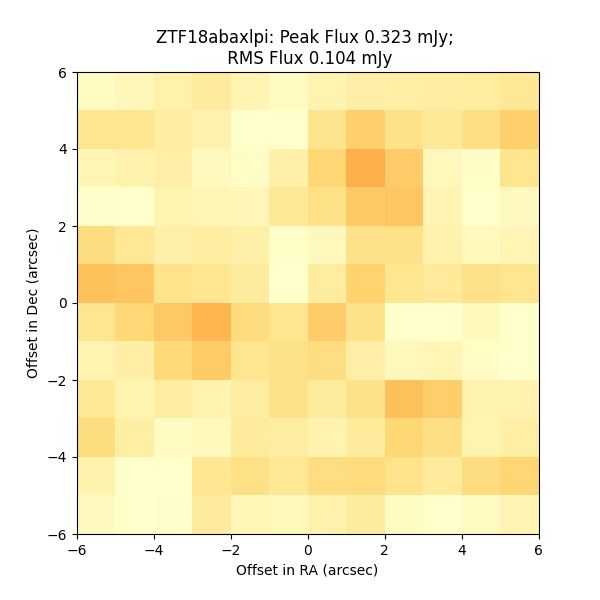 ZTF18abaxlpi: Peak Flux 0.323 mJy;
RMS Flux 0.104 mJy
6
4
2
0
−2
−4
−6
Offset in Dec (arcsec)
−6 −4 −2 0 2 4 6
Offset in RA (arcsec)